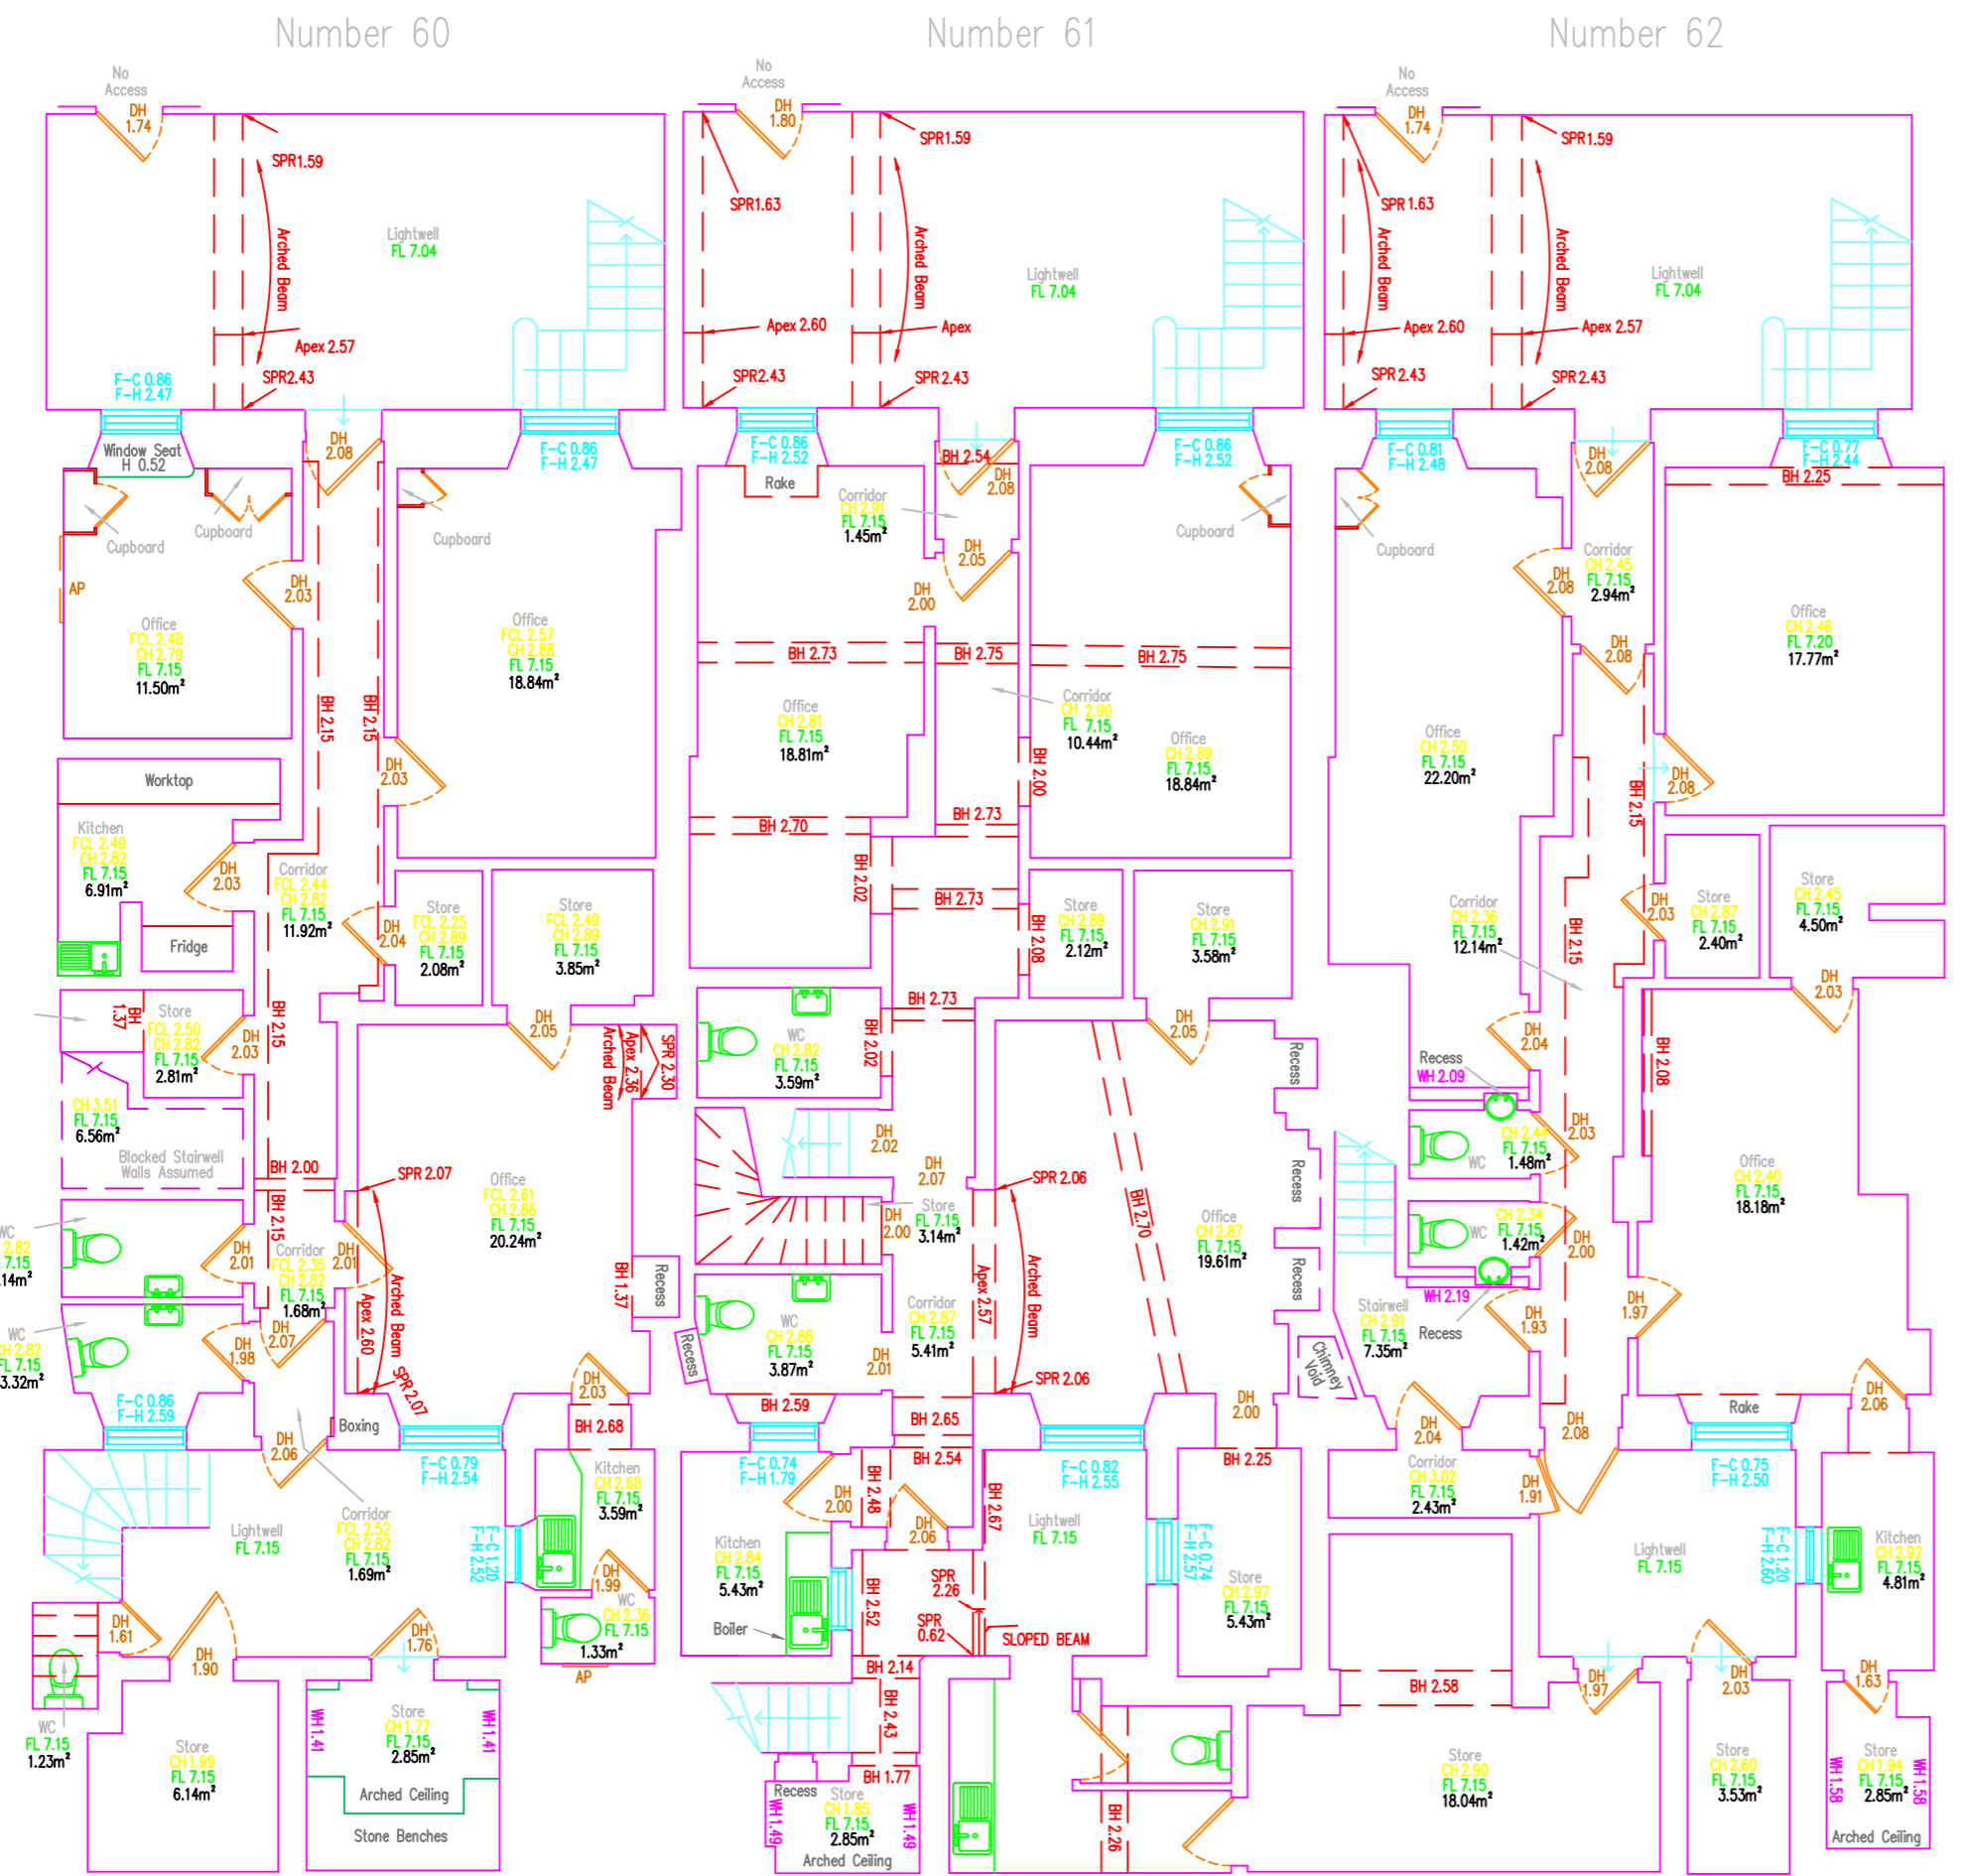 Number 60
Number 61
Number 62
No
Access
DH
1.74
SPR1.59
Arched Beam
Lightwell
FL 7.04
Apex 2.57
SPR2.43
F-C 0.86
F-H 2.47
F-C 0.86
F-H 2.47
Window Seat
H 0.52
DH
2.08
Cupboard
Cupboard
Cupboard
AP
DH
2.03
Office
FCL 2.48
CH 2.79
FL 7.15
11.50m²
Office
FCL 2.57
CH 2.88
FL 7.15
18.84m²
BH 2.15
BH 2.15
DH
2.03
Worktop
Kitchen
FCL 2.49
CH 2.82
FL 7.15
6.91m²
DH
2.03
Fridge
Corridor
FCL 2.44
CH 2.82
FL 7.15
11.92m²
DH
2.04
Store
FCL 2.25
CH 2.89
FL 7.15
2.08m²
Store
FCL 2.49
CH 2.89
FL 7.15
3.85m²
BH
1.37
Store
FCL 2.50
CH 2.82
FL 7.15
2.81m²
DH
2.03
BH 2.15
DH
2.05
Arched Beam
Apex 2.36
SPR 2.30
CH 3.51
FL 7.15
6.56m²
Blocked Stairwell
Walls Assumed
BH 2.00
BH 2.15
SPR 2.07
Office
FCL 2.61
CH 2.86
FL 7.15
20.24m²
WC
2.82
7.15
.14m²
DH
2.01
Corridor
FCL 2.35
CH 2.82
FL 7.15
1.68m²
DH
2.01
Apex 2.60
Arched Beam
SPR 2.07
BH 1.37
Recess
WC
CH 2.82
FL 7.15
3.32m²
DH
1.98
DH
2.07
DH
2.03
F-C 0.86
F-H 2.59
Boxing
DH
2.06
F-C 0.79
F-H 2.54
BH 2.68
Kitchen
CH 2.68
FL 7.15
3.59m²
Lightwell
FL 7.15
Corridor
FCL 2.52
CH 2.82
FL 7.15
1.69m²
F-C 1.20
F-H 2.52
DH
1.99
WC
CH 2.36
FL 7.15
1.33m²
AP
DH
1.61
DH
1.90
DH
1.76
WC
FL 7.15
1.23m²
Store
CH 1.99
FL 7.15
6.14m²
WH 1.41
Store
CH 1.77
FL 7.15
2.85m²
WH 1.41
Arched Ceiling
Stone Benches
No
Access
DH
1.80
SPR1.59
SPR1.63
Arched Beam
Lightwell
FL 7.04
Apex 2.60
Apex
SPR2.43
SPR 2.43
F-C 0.86
F-H 2.52
BH 2.54
DH
2.08
F-C 0.86
F-H 2.52
Rake
Corridor
CH 2.91
FL 7.15
1.45m²
Cupboard
DH
2.05
DH
2.00
BH 2.73
BH 2.75
BH 2.75
Office
CH 2.81
FL 7.15
18.81m²
Corridor
CH 2.90
FL 7.15
10.44m²
Office
CH 2.89
FL 7.15
18.84m²
BH 2.00
BH 2.70
BH 2.73
BH 2.02
BH 2.73
Store
CH 2.89
FL 7.15
2.12m²
BH 2.08
Store
CH 2.91
FL 7.15
3.58m²
BH 2.73
WC
CH 2.82
FL 7.15
3.59m²
BH 2.02
DH
2.05
Recess
DH
2.02
DH
2.07
SPR 2.06
BH 2.70
Recess
Store
FL 7.15
3.14m²
DH
2.00
Office
CH 2.87
FL 7.15
19.61m²
Recess
Apex 2.57
Arched Beam
WC
CH 2.88
FL 7.15
3.87m²
Recess
Corridor
CH 2.87
FL 7.15
5.41m²
DH
2.01
SPR 2.06
Chimney
Void
BH 2.59
BH 2.65
DH
2.00
F-C 0.74
F-H 1.79
BH 2.54
F-C 0.82
F-H 2.55
BH 2.25
DH
2.00
BH 2.48
BH 2.67
DH
2.06
Lightwell
FL 7.15
F-C 0.74
F-H 2.57
Kitchen
CH 2.84
FL 7.15
5.43m²
Boiler
BH 2.52
SPR
2.26
SPR
0.62
SLOPED BEAM
Store
CH 2.97
FL 7.15
5.43m²
BH 2.14
BH 2.43
BH 1.77
Recess
WH 1.49
Store
CH 1.85
FL 7.15
2.85m²
WH 1.49
Arched Ceiling
BH 2.26
No
Access
DH
1.74
SPR1.59
SPR1.63
Arched Beam
Arched Beam
Lightwell
FL 7.04
Apex 2.60
Apex 2.57
SPR 2.43
SPR 2.43
F-C 0.81
F-H 2.48
DH
2.08
F-C 0.77
F-H 2.44
BH 2.25
Cupboard
DH
2.08
Corridor
CH 2.45
FL 7.15
2.94m²
DH
2.08
Office
CH 2.46
FL 7.20
17.77m²
Office
CH 2.50
FL 7.15
22.20m²
BH 2.15
DH
2.08
Corridor
CH 2.36
FL 7.15
12.14m²
BH 2.15
DH
2.03
Store
CH 2.87
FL 7.15
2.40m²
Store
CH 2.45
FL 7.15
4.50m²
DH
2.03
DH
2.04
Recess
WH 2.09
BH 2.08
CH 2.44
FL 7.15
1.48m²
WC
DH
2.03
CH 2.34
FL 7.15
1.42m²
WC
DH
2.00
WH 2.19
Recess
Office
CH 2.40
FL 7.15
18.18m²
Stairwell
CH 2.91
FL 7.15
7.35m²
DH
1.93
DH
1.97
DH
2.04
DH
2.08
Rake
DH
2.06
Corridor
CH 3.02
FL 7.15
2.43m²
DH
1.91
F-C 0.75
F-H 2.50
Lightwell
FL 7.15
F-C 1.20
F-H 2.60
Kitchen
CH 2.92
FL 7.15
4.81m²
BH 2.58
DH
1.97
DH
2.03
DH
1.63
Store
CH 2.90
FL 7.15
18.04m²
Store
CH 2.60
FL 7.15
3.53m²
WH 1.58
Store
CH 1.94
FL 7.15
2.85m²
WH 1.58
Arched Ceiling